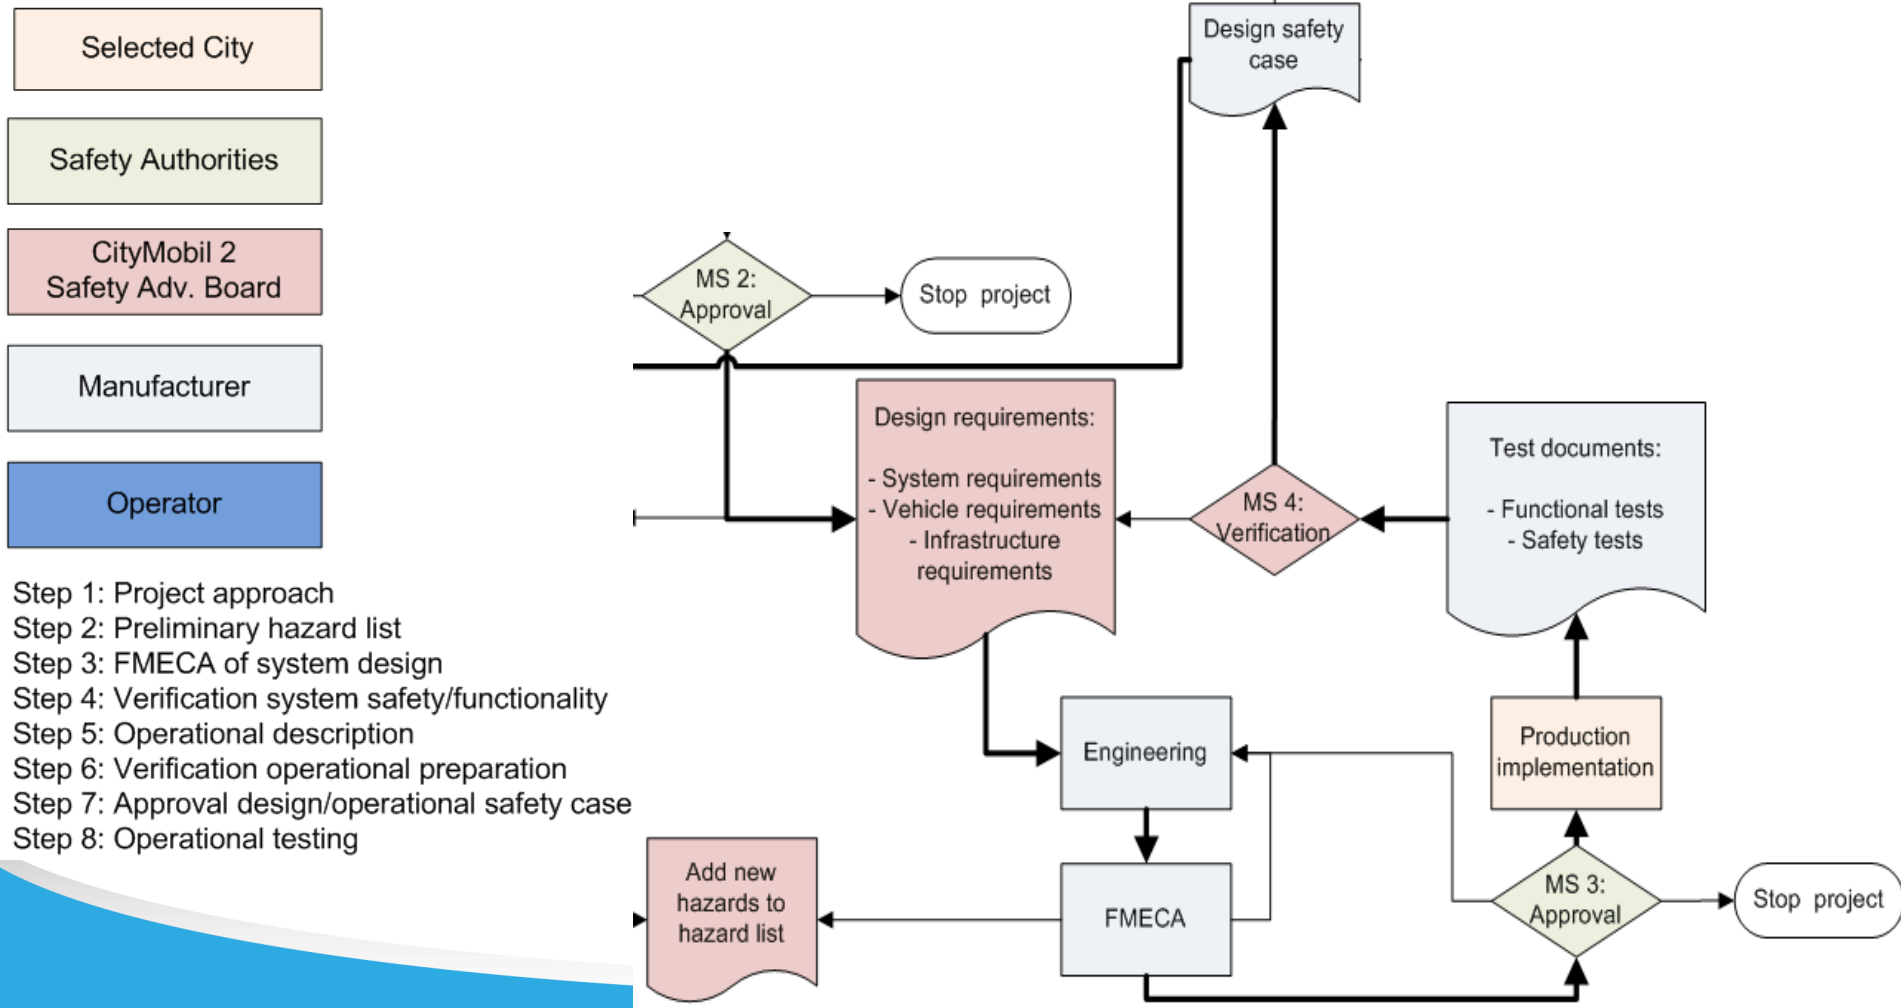 Selected City
Safety Authorities
CityMobil 2
Safety Adv. Board
Manufacturer
Operator
Step 1: Project approach
Step 2: Preliminary hazard list
Step 3: FMECA of system design
Step 4: Verification system safety/functionality
Step 5: Operational description
Step 6: Verification operational preparation
Step 7: Approval design/operational safety case
Step 8: Operational testing
Design safety
case
MS 2:
Approval
Stop project
Design requirements:
- System requirements
- Vehicle requirements
- Infrastructure
requirements
MS 4:
Verification
Test documents:
- Functional tests
- Safety tests
Engineering
Production
implementation
Add new
hazards to
hazard list
FMECA
MS 3:
Approval
Stop project